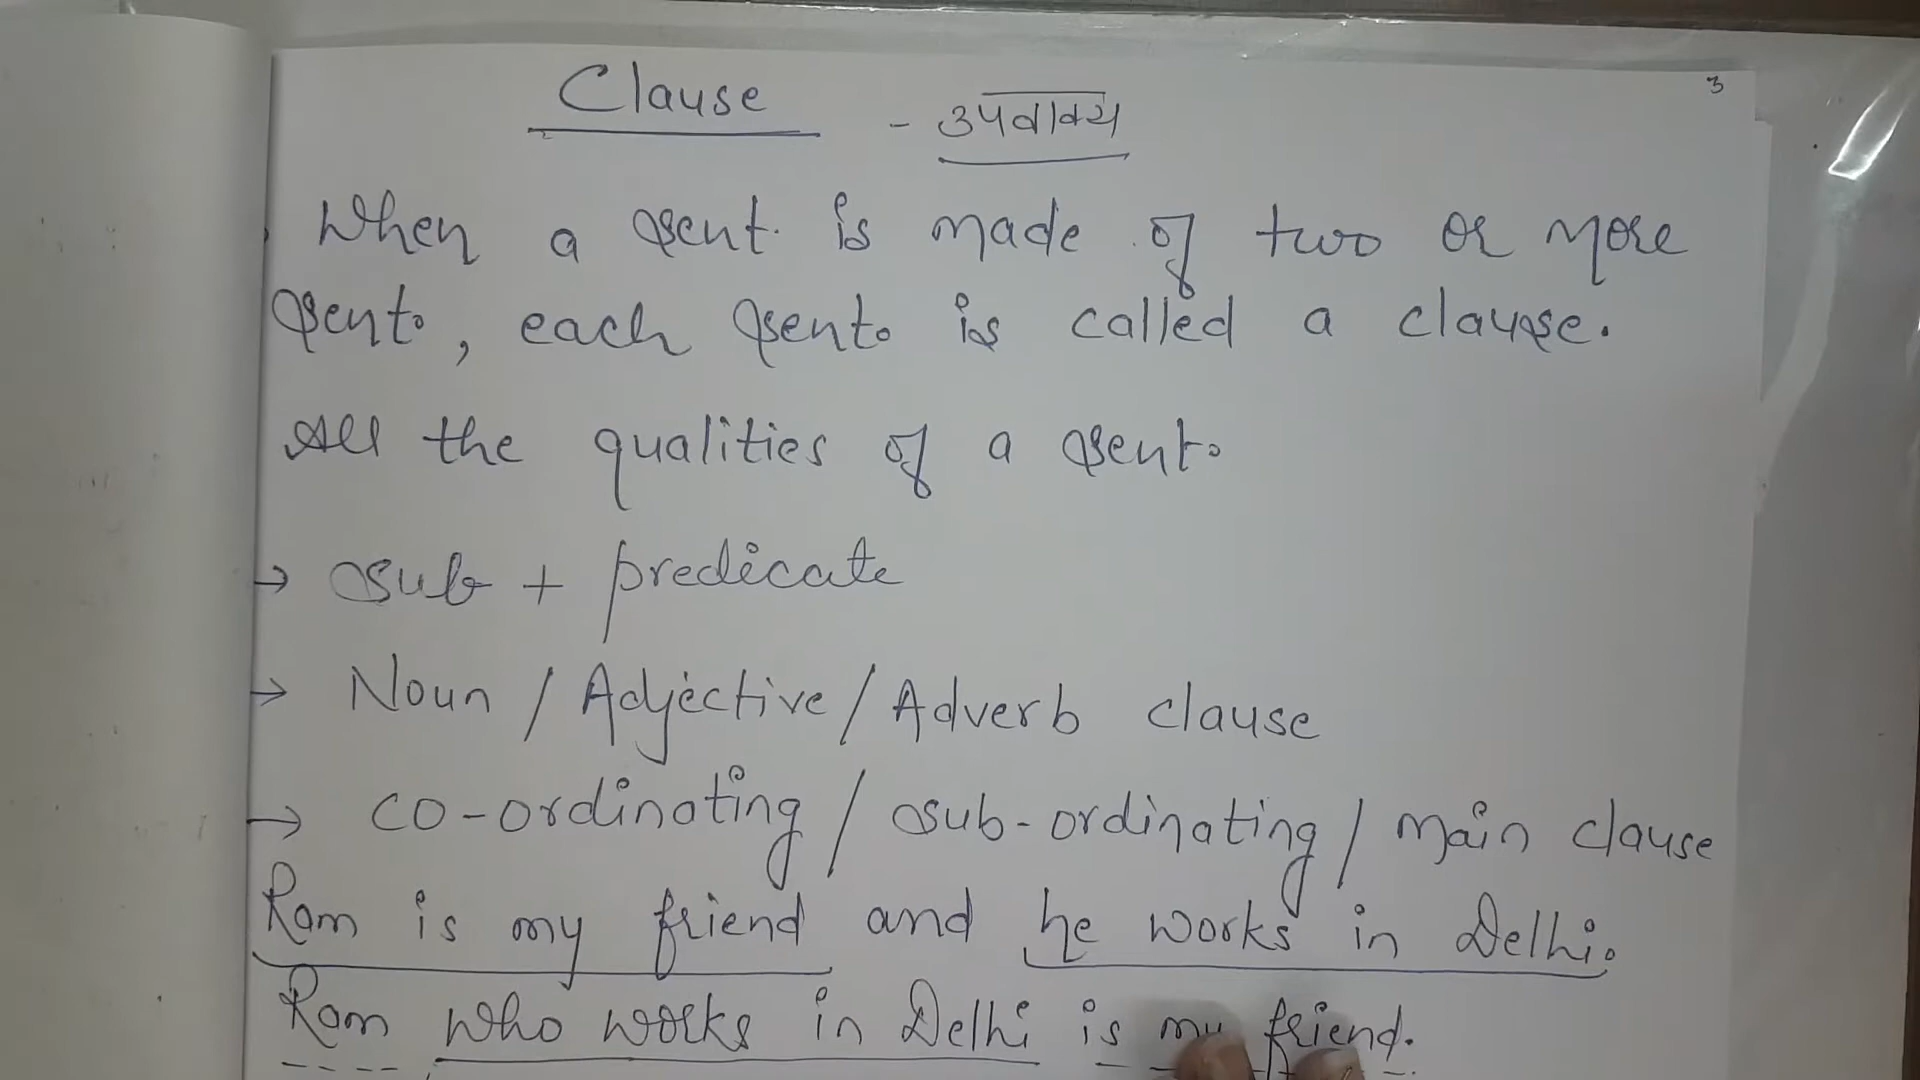 3
Clause - उपवाक्य
When a sent. is made of two or more
sent., each sent. is called a clause.
All the qualities of a sent.
→ sub + predicate
→ Noun / Adjective / Adverb clause
→ co-ordinating / sub-ordinating / main clause
Ram is my friend and he works in Delhi.
Ram who works in Delhi is my friend.